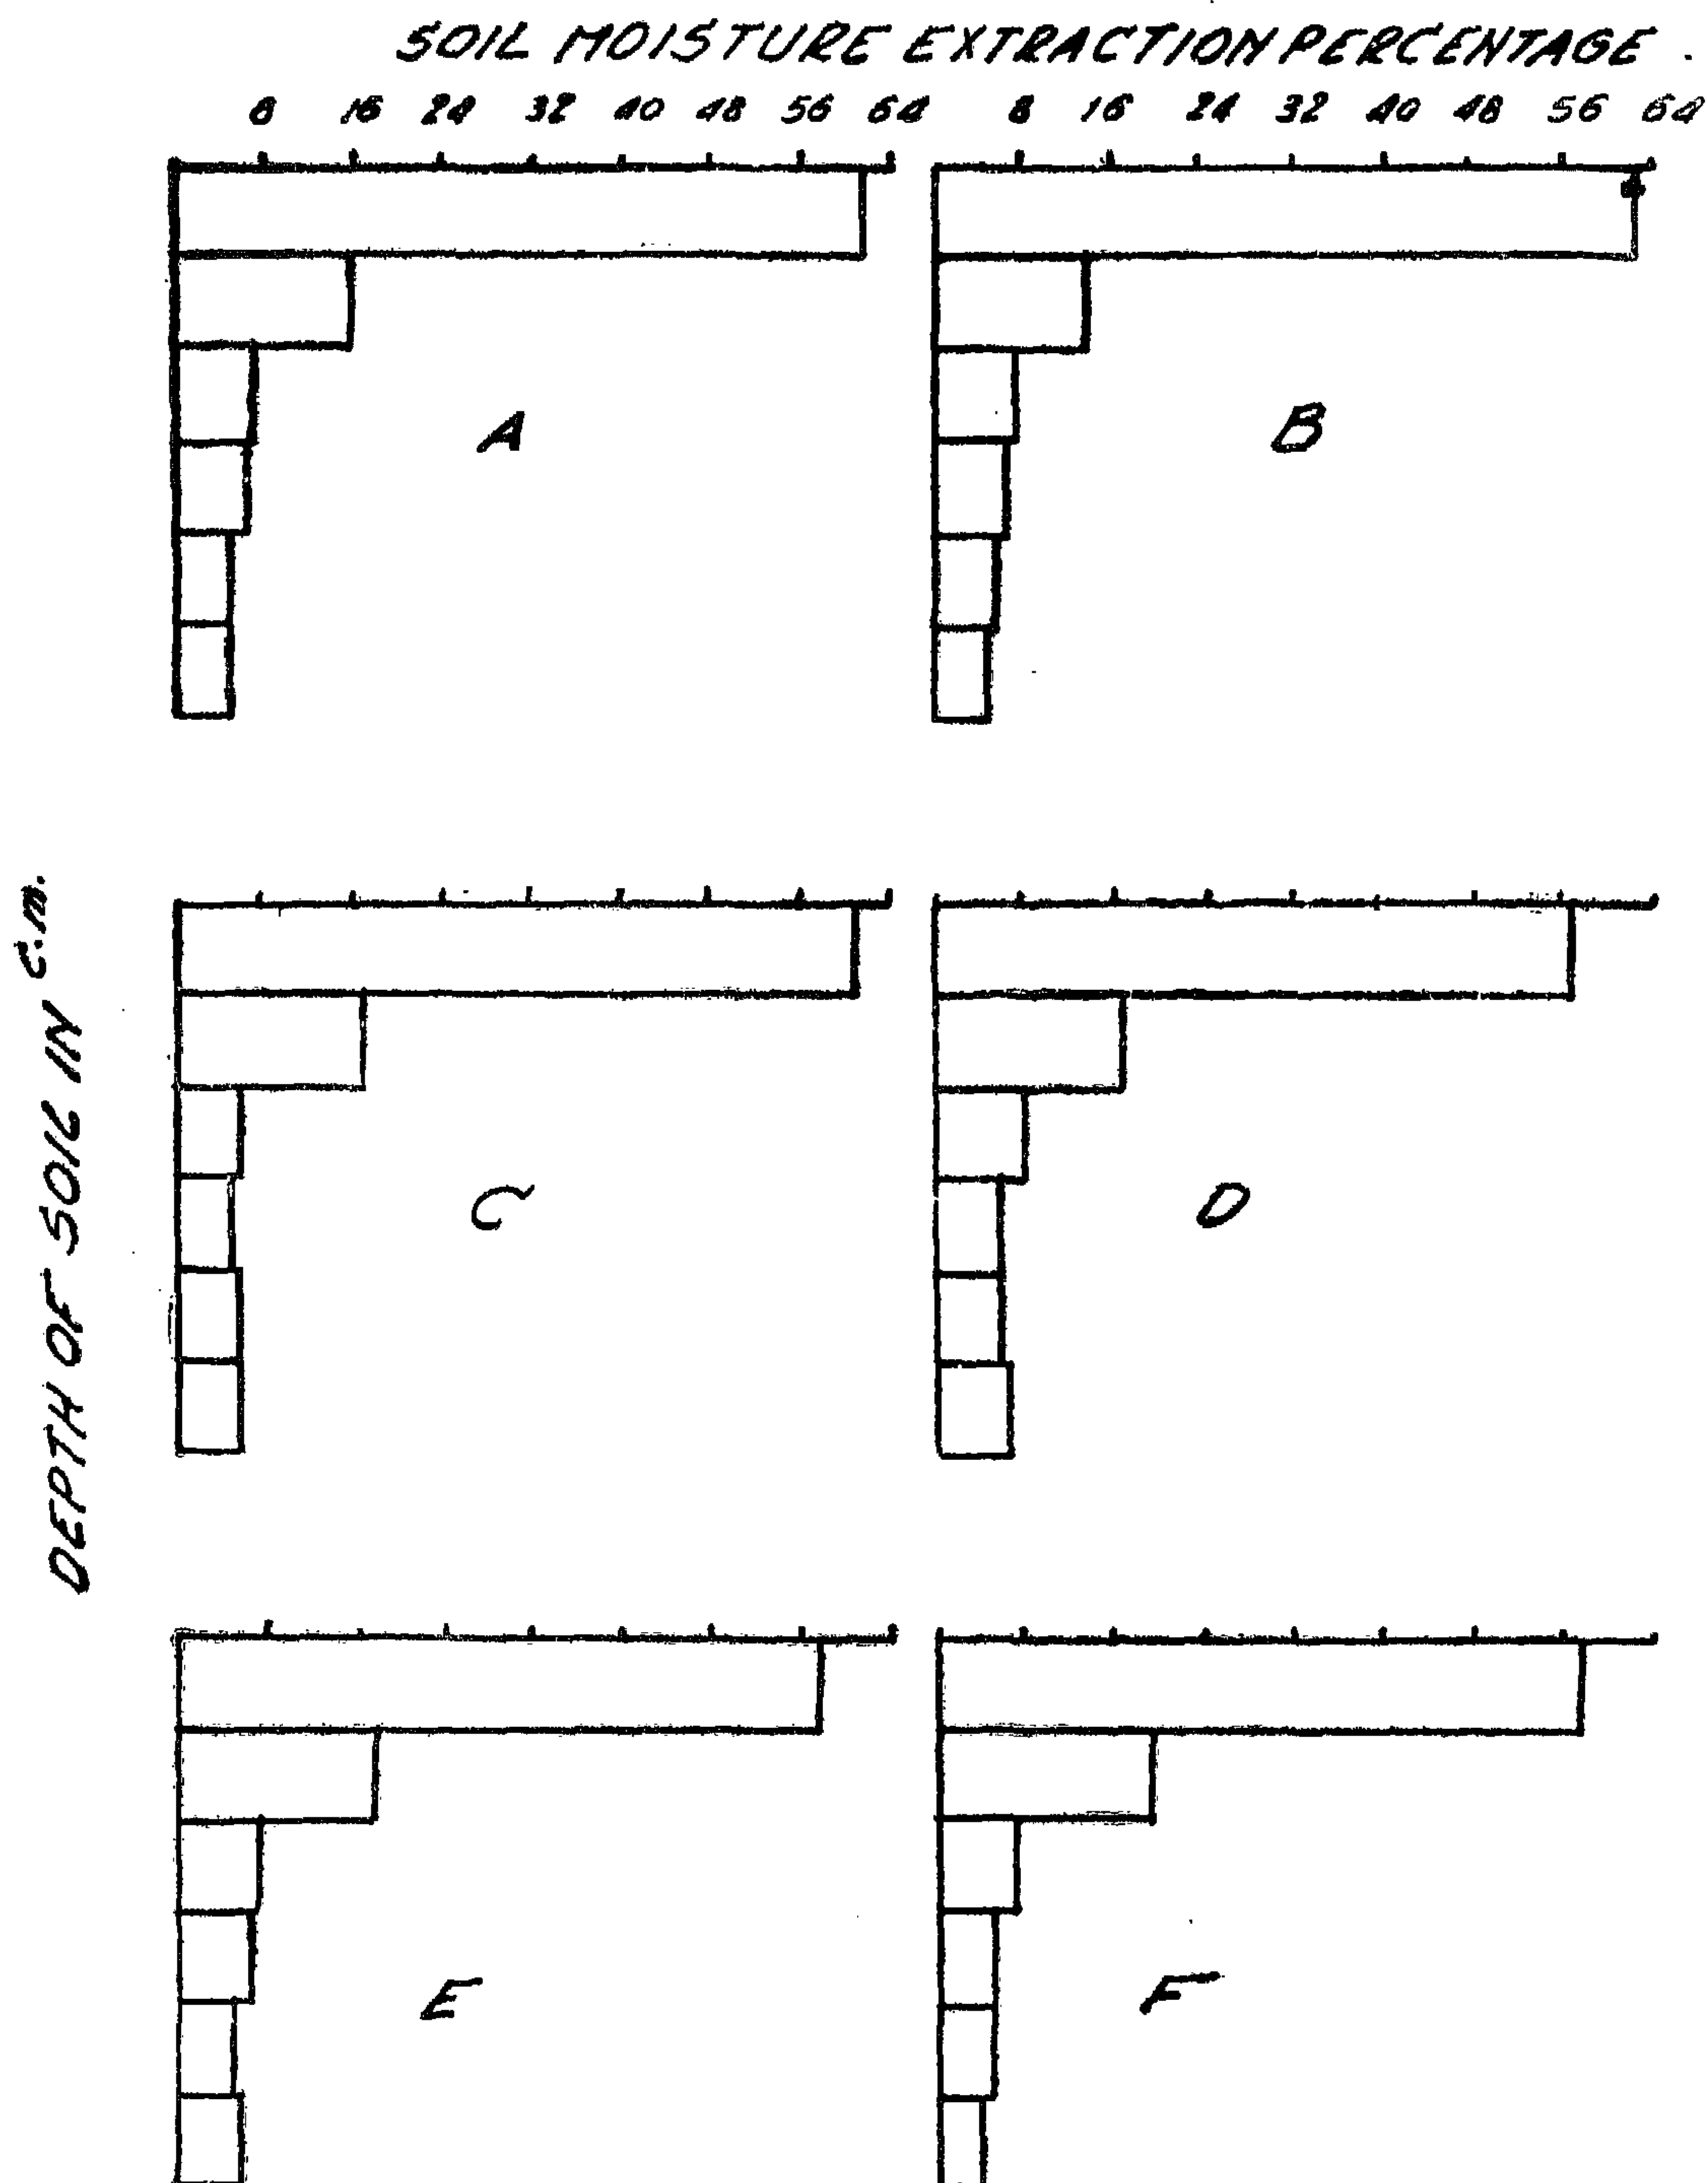 SOIL MOISTURE EXTRACTION PERCENTAGE.
8 16 24 32 40 48 56 64 8 16 24 32 40 48 56 64
A B
DEPTH OF SOIL IN c.m.
C D
E F